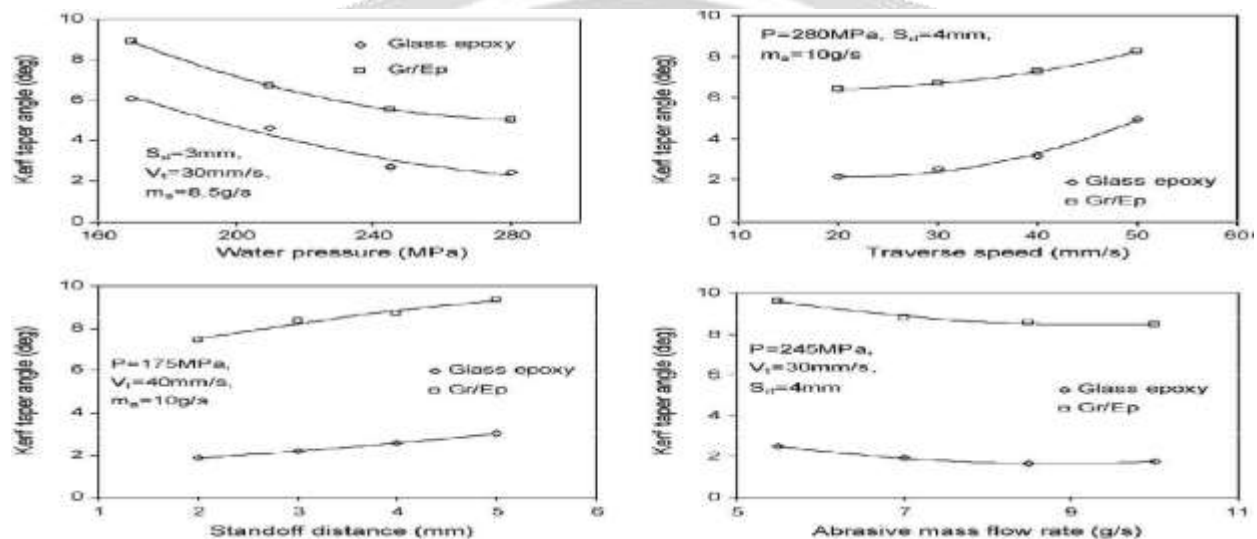 Kerf taper angle (deg)
10
8
6
4
2
0
Glass epoxy
Gr/Ep
Sd=3mm,
Vt=30mm/s,
ma=8.5g/s
160 200 240 280
Water pressure (MPa)
Kerf taper angle (deg)
10
8
6
4
2
0
P=280MPa, Sd=4mm,
ma=10g/s
Glass epoxy
Gr/Ep
10 20 30 40 50 60
Traverse speed (mm/s)
Kerf taper angle (deg)
10
8
6
4
2
0
P=175MPa,
Vt=40mm/s,
ma=10g/s
Glass epoxy
Gr/Ep
1 2 3 4 5 6
Standoff distance (mm)
Kerf taper angle (deg)
10
8
6
4
2
0
P=245MPa,
Vt=30mm/s,
Sd=4mm
Glass epoxy
Gr/Ep
5 7 9 11
Abrasive mass flow rate (g/s)